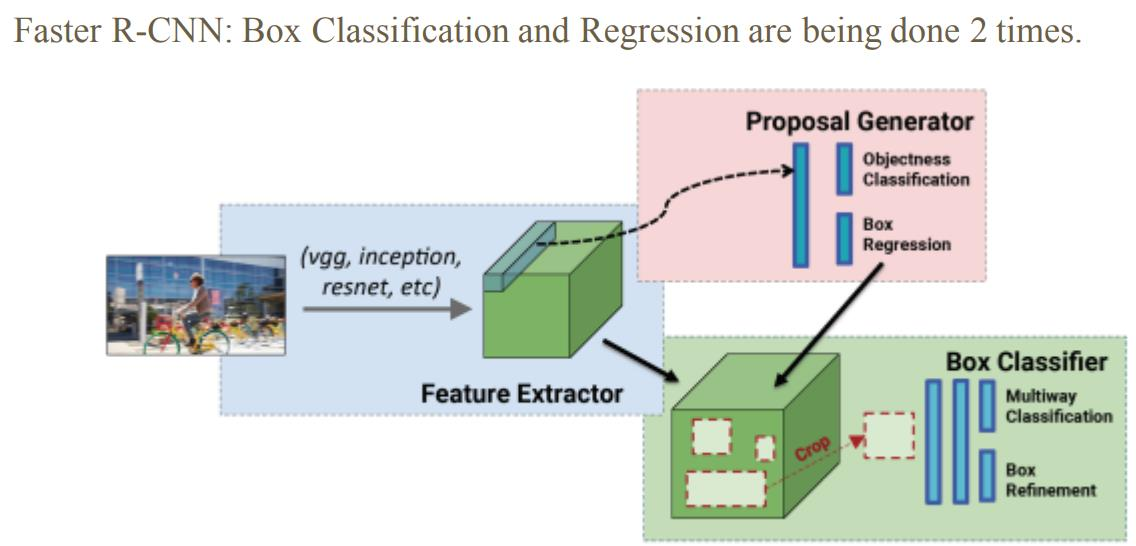 Faster R-CNN: Box Classification and Regression are being done 2 times.
Proposal Generator
Objectness
Classification
Box
Regression
(vgg, inception,
resnet, etc)
Feature Extractor
Box Classifier
Multiway
Classification
Crop
Box
Refinement